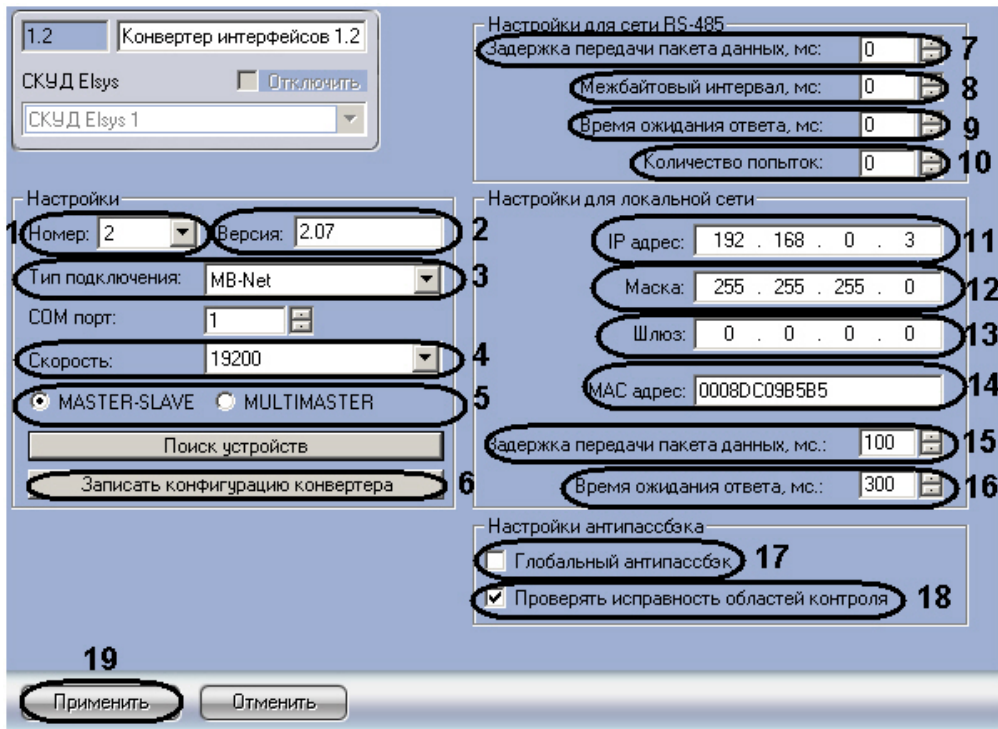 1.2 Конвертер интерфейсов 1.2
СКУД Elsys Отключить
СКУД Elsys 1
Настройки
1 Номер: 2 Версия: 2.07 2
Тип подключения: MB-Net 3
COM порт: 1
Скорость: 19200 4
MASTER-SLAVE MULTIMASTER 5
Поиск устройств
Записать конфигурацию конвертера 6
Настройки для сети RS-485
Задержка передачи пакета данных, мс: 0 7
Межбайтовый интервал, мс: 0 8
Время ожидания ответа, мс: 0 9
Количество попыток: 0 10
Настройки для локальной сети
IP адрес: 192 . 168 . 0 . 3 11
Маска: 255 . 255 . 255 . 0 12
Шлюз: 0 . 0 . 0 . 0 13
MAC адрес: 0008DC09B5B5 14
Задержка передачи пакета данных, мс.: 100 15
Время ожидания ответа, мс.: 300 16
Настройки антипассбэка
Глобальный антипассбэк 17
Проверять исправность областей контроля 18
19
Применить Отменить